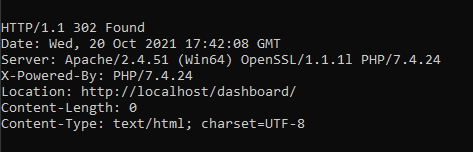 HTTP/1.1 302 Found
Date: Wed, 20 Oct 2021 17:42:08 GMT
Server: Apache/2.4.51 (Win64) OpenSSL/1.1.1l PHP/7.4.24
X-Powered-By: PHP/7.4.24
Location: http://localhost/dashboard/
Content-Length: 0
Content-Type: text/html; charset=UTF-8